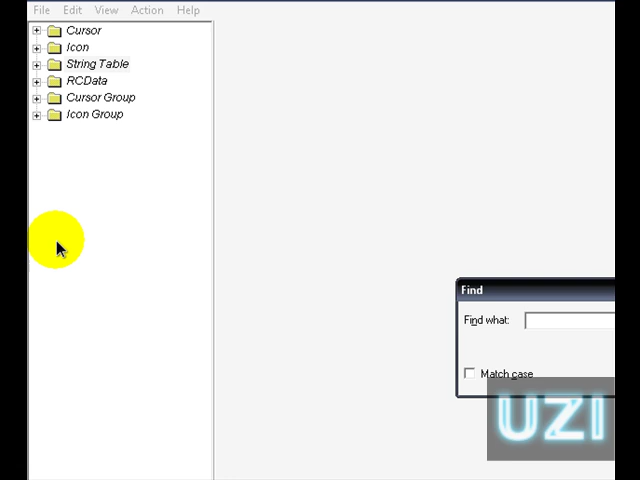 File Edit View Action Help
Cursor
Icon
String Table
RCData
Cursor Group
Icon Group
Find
Find what:
Match case
UZI